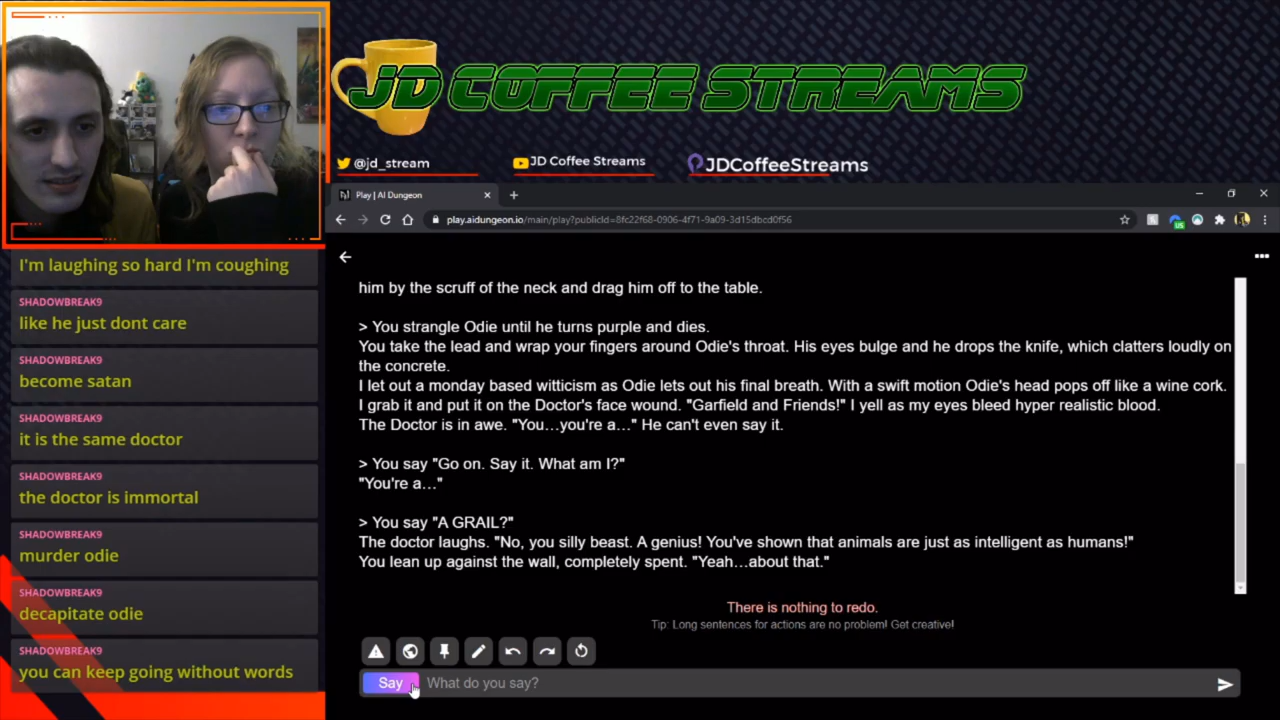 JD COFFEE STREAMS
@jd_stream
JD Coffee Streams
JDCoffeeStreams
Play | AI Dungeon
play.aidungeon.io/main/play?publicId=8fc22f68-0906-4f71-9a09-3d15dbcd0f56
I'm laughing so hard I'm coughing
SHADOWBREAK9
like he just dont care
SHADOWBREAK9
become satan
SHADOWBREAK9
it is the same doctor
SHADOWBREAK9
the doctor is immortal
SHADOWBREAK9
murder odie
SHADOWBREAK9
decapitate odie
SHADOWBREAK9
you can keep going without words
him by the scruff of the neck and drag him off to the table.
> You strangle Odie until he turns purple and dies.
You take the lead and wrap your fingers around Odie's throat. His eyes bulge and he drops the knife, which clatters loudly on
the concrete.
I let out a monday based witticism as Odie lets out his final breath. With a swift motion Odie's head pops off like a wine cork.
I grab it and put it on the Doctor's face wound. "Garfield and Friends!" I yell as my eyes bleed hyper realistic blood.
The Doctor is in awe. "You…you're a…" He can't even say it.
> You say "Go on. Say it. What am I?"
"You're a…"
> You say "A GRAIL?"
The doctor laughs. "No, you silly beast. A genius! You've shown that animals are just as intelligent as humans!"
You lean up against the wall, completely spent. "Yeah…about that."
There is nothing to redo.
Tip: Long sentences for actions are no problem! Get creative!
Say
What do you say?